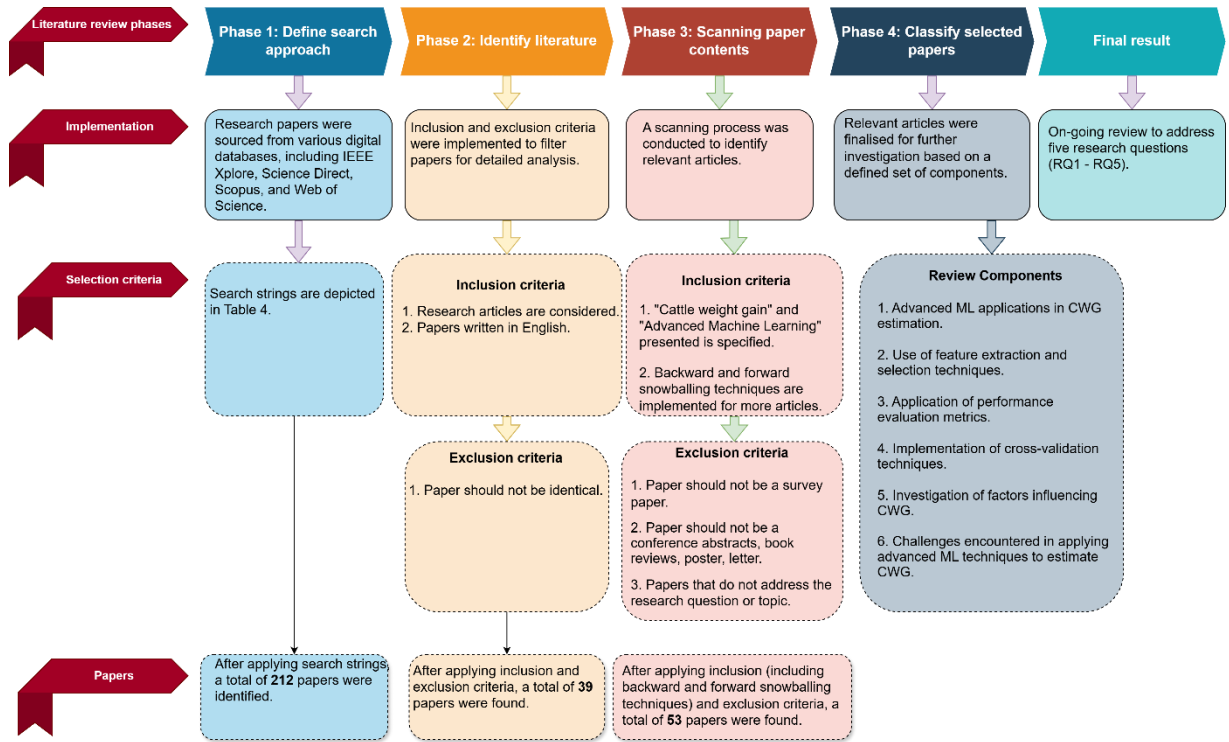 Literature review phases
Phase 1: Define search
approach
Phase 2: Identify literature
Phase 3: Scanning paper
contents
Phase 4: Classify selected
papers
Final result
Implementation
Research papers were
sourced from various digital
databases, including IEEE
Xplore, Science Direct,
Scopus, and Web of
Science.
Inclusion and exclusion criteria
were implemented to filter
papers for detailed analysis.
A scanning process was
conducted to identify
relevant articles.
Relevant articles were
finalised for further
investigation based on a
defined set of components.
On-going review to address
five research questions
(RQ1 - RQ5).
Selection criteria
Search strings are depicted
in Table 4.
Inclusion criteria
1. Research articles are considered.
2. Papers written in English.
Exclusion criteria
1. Paper should not be identical.
Inclusion criteria
1. "Cattle weight gain" and
"Advanced Machine Learning"
presented is specified.
2. Backward and forward
snowballing techniques are
implemented for more articles.
Exclusion criteria
1. Paper should not be a survey
paper.
2. Paper should not be a
conference abstracts, book
reviews, poster, letter.
3. Papers that do not address the
research question or topic.
Review Components
1. Advanced ML applications in CWG
estimation.
2. Use of feature extraction and
selection techniques.
3. Application of performance
evaluation metrics.
4. Implementation of cross-validation
techniques.
5. Investigation of factors influencing
CWG.
6. Challenges encountered in applying
advanced ML techniques to estimate
CWG.
Papers
After applying search strings,
a total of 212 papers were
identified.
After applying inclusion and
exclusion criteria, a total of 39
papers were found.
After applying inclusion (including
backward and forward snowballing
techniques) and exclusion criteria, a
total of 53 papers were found.